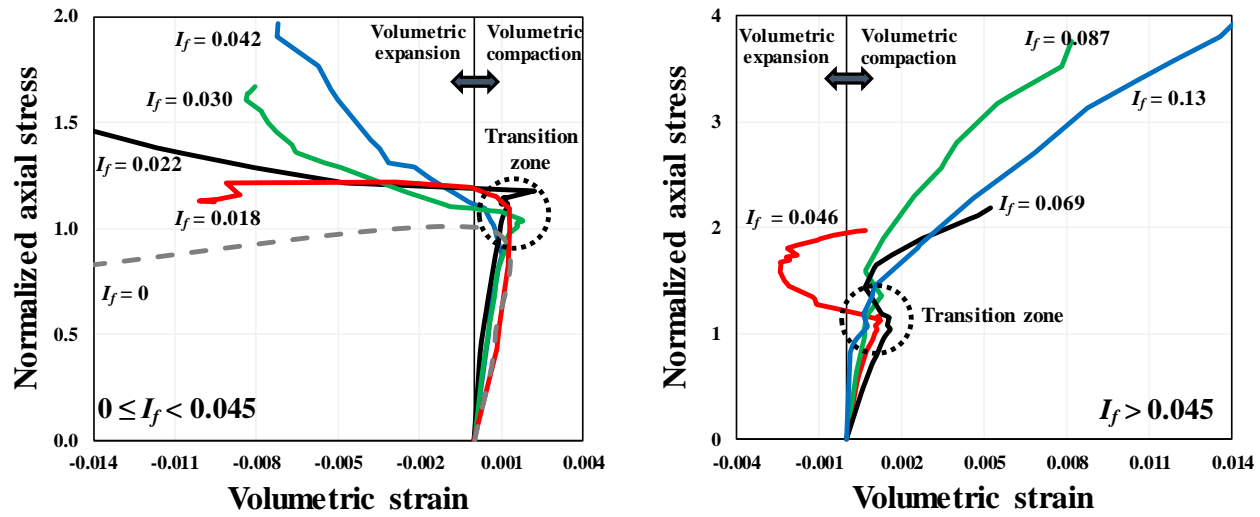 Normalized axial stress
2.0
1.5
1.0
0.5
0.0
I_f = 0.042
Volumetric expansion
Volumetric compaction
I_f = 0.030
Transition zone
I_f = 0.022
I_f = 0.018
I_f = 0
0 ≤ I_f < 0.045
-0.014 -0.011 -0.008 -0.005 -0.002 0.001 0.004
Volumetric strain
Normalized axial stress
4
3
2
1
0
Volumetric expansion
Volumetric compaction
I_f = 0.087
I_f = 0.13
I_f = 0.069
I_f = 0.046
Transition zone
I_f > 0.045
-0.004 -0.001 0.002 0.005 0.008 0.011 0.014
Volumetric strain